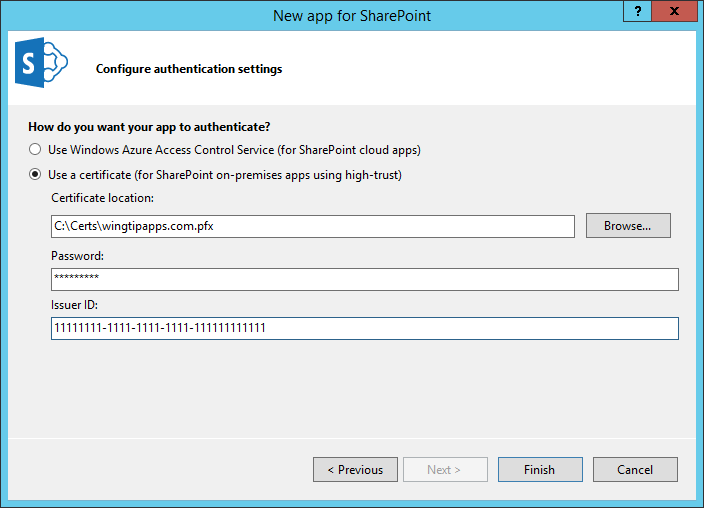 New app for SharePoint
?
x
S
Configure authentication settings
How do you want your app to authenticate?
Use Windows Azure Access Control Service (for SharePoint cloud apps)
Use a certificate (for SharePoint on-premises apps using high-trust)
Certificate location:
C:\Certs\wingtipapps.com.pfx
Browse...
Password:
*********
Issuer ID:
11111111-1111-1111-1111-111111111111
< Previous
Next >
Finish
Cancel